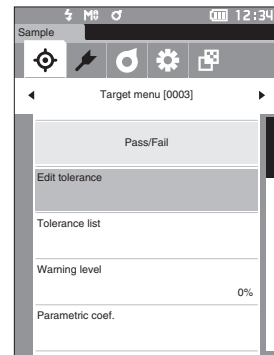 12:34
Sample
Target menu [0003]
Pass/Fail
Edit tolerance
Tolerance list
Warning level
0%
Parametric coef.